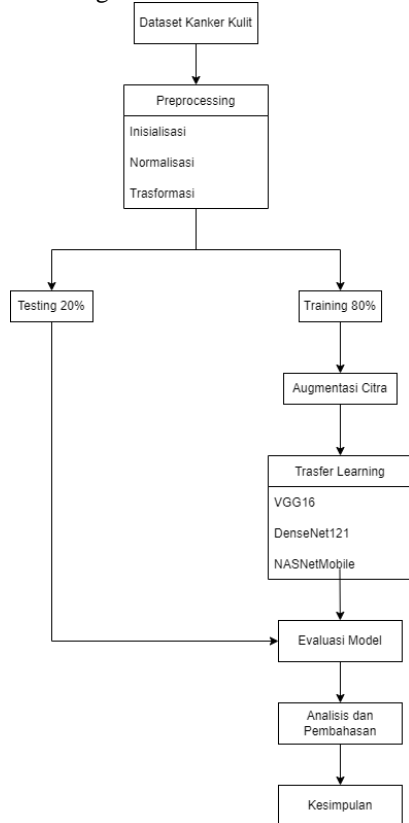 Dataset Kanker Kulit
Preprocessing
Inisialisasi
Normalisasi
Trasformasi
Testing 20%
Training 80%
Augmentasi Citra
Trasfer Learning
VGG16
DenseNet121
NASNetMobile
Evaluasi Model
Analisis dan
Pembahasan
Kesimpulan